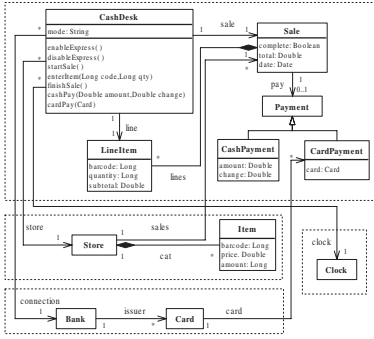 CashDesk
mode: String
enableExpress( )
disableExpress( )
startSale( )
enterItem(Long code,Long qty)
finishSale( )
cashPay(Double amount,Double change)
cardPay(Card)
*
*
*
*
1
sale
1
Sale
complete: Boolean
total: Double
date: Date
*
*
1
pay
0..1
Payment
1
line
1
LineItem
barcode: Long
quantity: Long
subtotal: Double
*
lines
CashPayment
amount: Double
change: Double
*
CardPayment
card: Card
store
sales
1
Store
1
1
cat
*
Item
barcode: Long
price. Double
amount: Long
clock
1
Clock
connection
1
Bank
issuer
1
*
Card
card
1